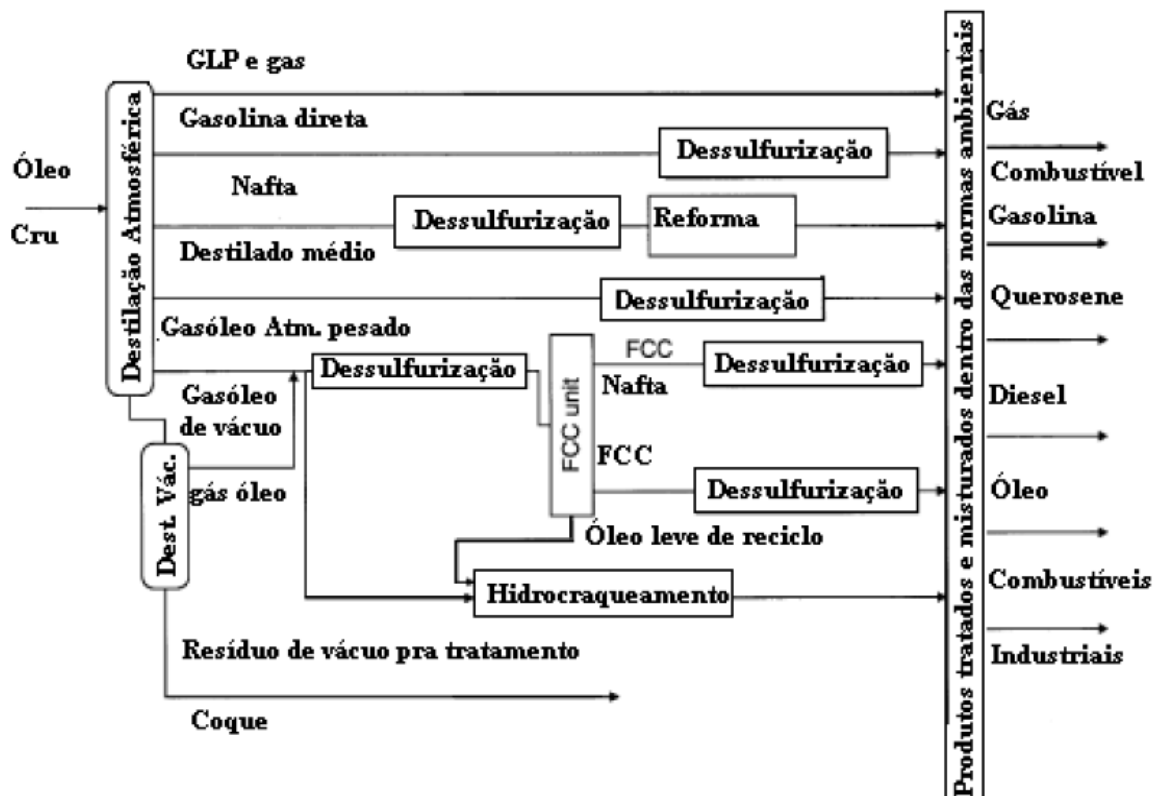 GLP e gas
Gasolina direta
Dessulfurização
Nafta
Dessulfurização
Reforma
Destilado médio
Dessulfurização
Gasóleo Atm. pesado
Dessulfurização
FCC
Nafta
Dessulfurização
Gasóleo
de vácuo
gás óleo
FCC unit
FCC
Dessulfurização
Óleo leve de reciclo
Hidrocraqueamento
Resíduo de vácuo pra tratamento
Coque
Óleo
Cru
Destilação Atmosférica
Dest. Vác.
Produtos tratados e misturados dentro das normas ambientais
Gás
Combustível
Gasolina
Querosene
Diesel
Óleo
Combustíveis
Industriais